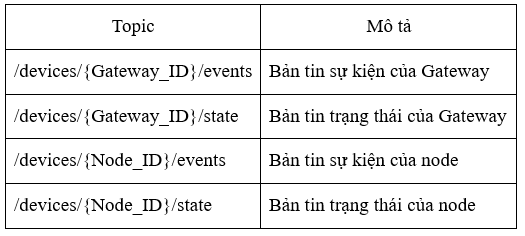 Topic Mô tả
/devices/{Gateway_ID}/events Bản tin sự kiện của Gateway
/devices/{Gateway_ID}/state Bản tin trạng thái của Gateway
/devices/{Node_ID}/events Bản tin sự kiện của node
/devices/{Node_ID}/state Bản tin trạng thái của node